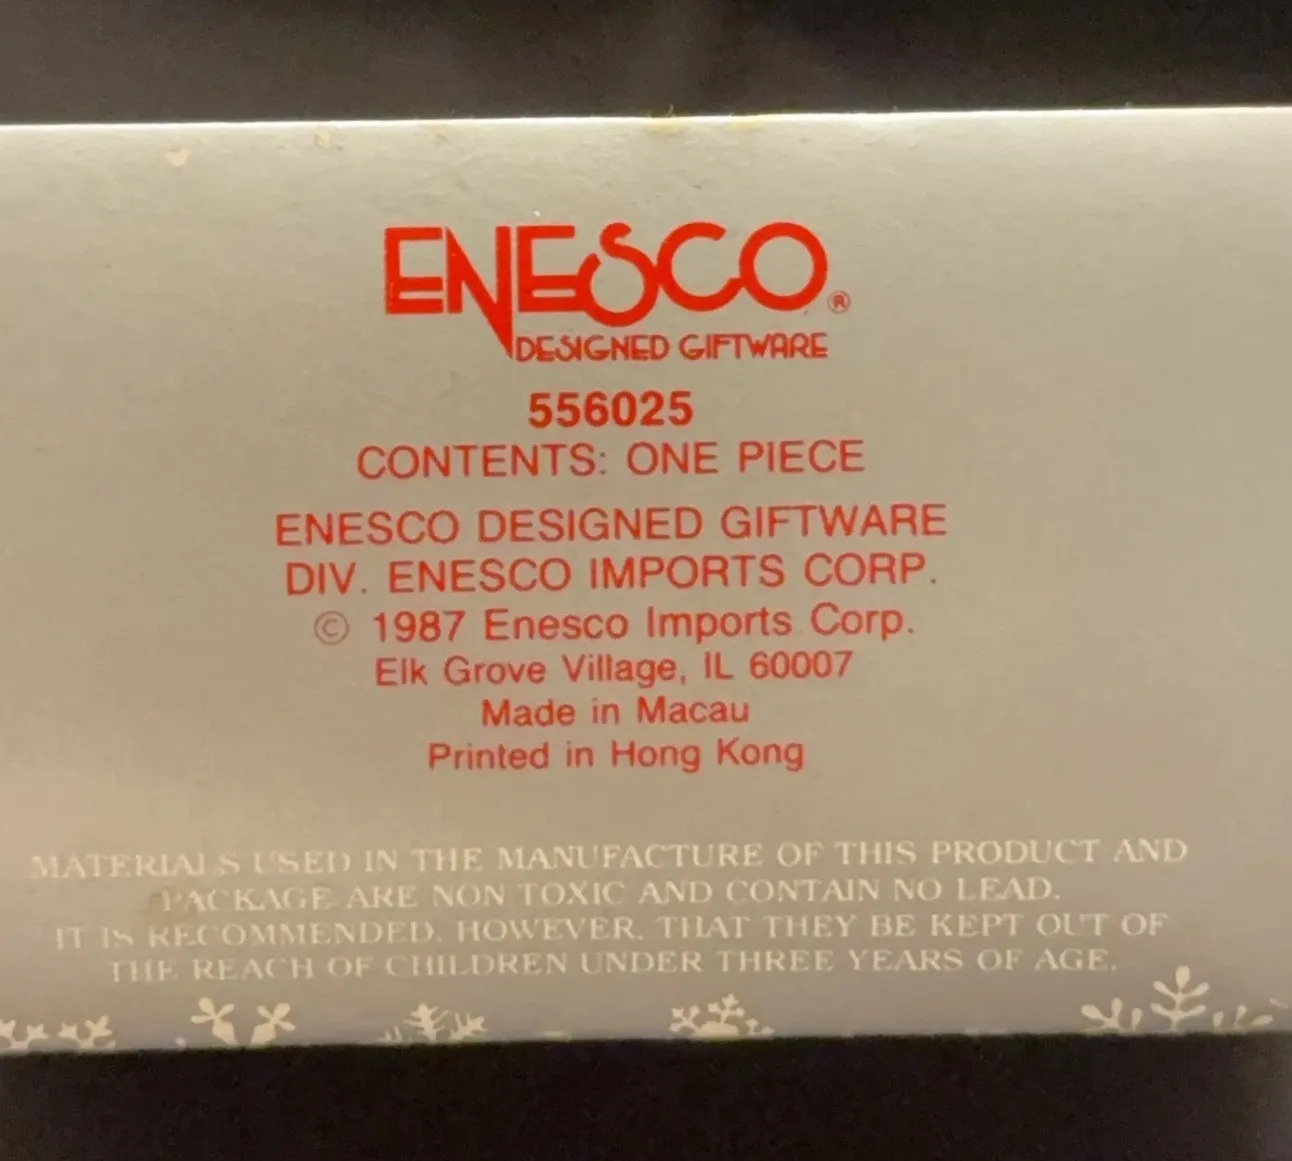 ENESCO®
DESIGNED GIFTWARE
556025
CONTENTS: ONE PIECE
ENESCO DESIGNED GIFTWARE
DIV. ENESCO IMPORTS CORP.
© 1987 Enesco Imports Corp.
Elk Grove Village, IL 60007
Made in Macau
Printed in Hong Kong
MATERIALS USED IN THE MANUFACTURE OF THIS PRODUCT AND
PACKAGE ARE NON TOXIC AND CONTAIN NO LEAD.
IT IS RECOMMENDED, HOWEVER, THAT THEY BE KEPT OUT OF
THE REACH OF CHILDREN UNDER THREE YEARS OF AGE.